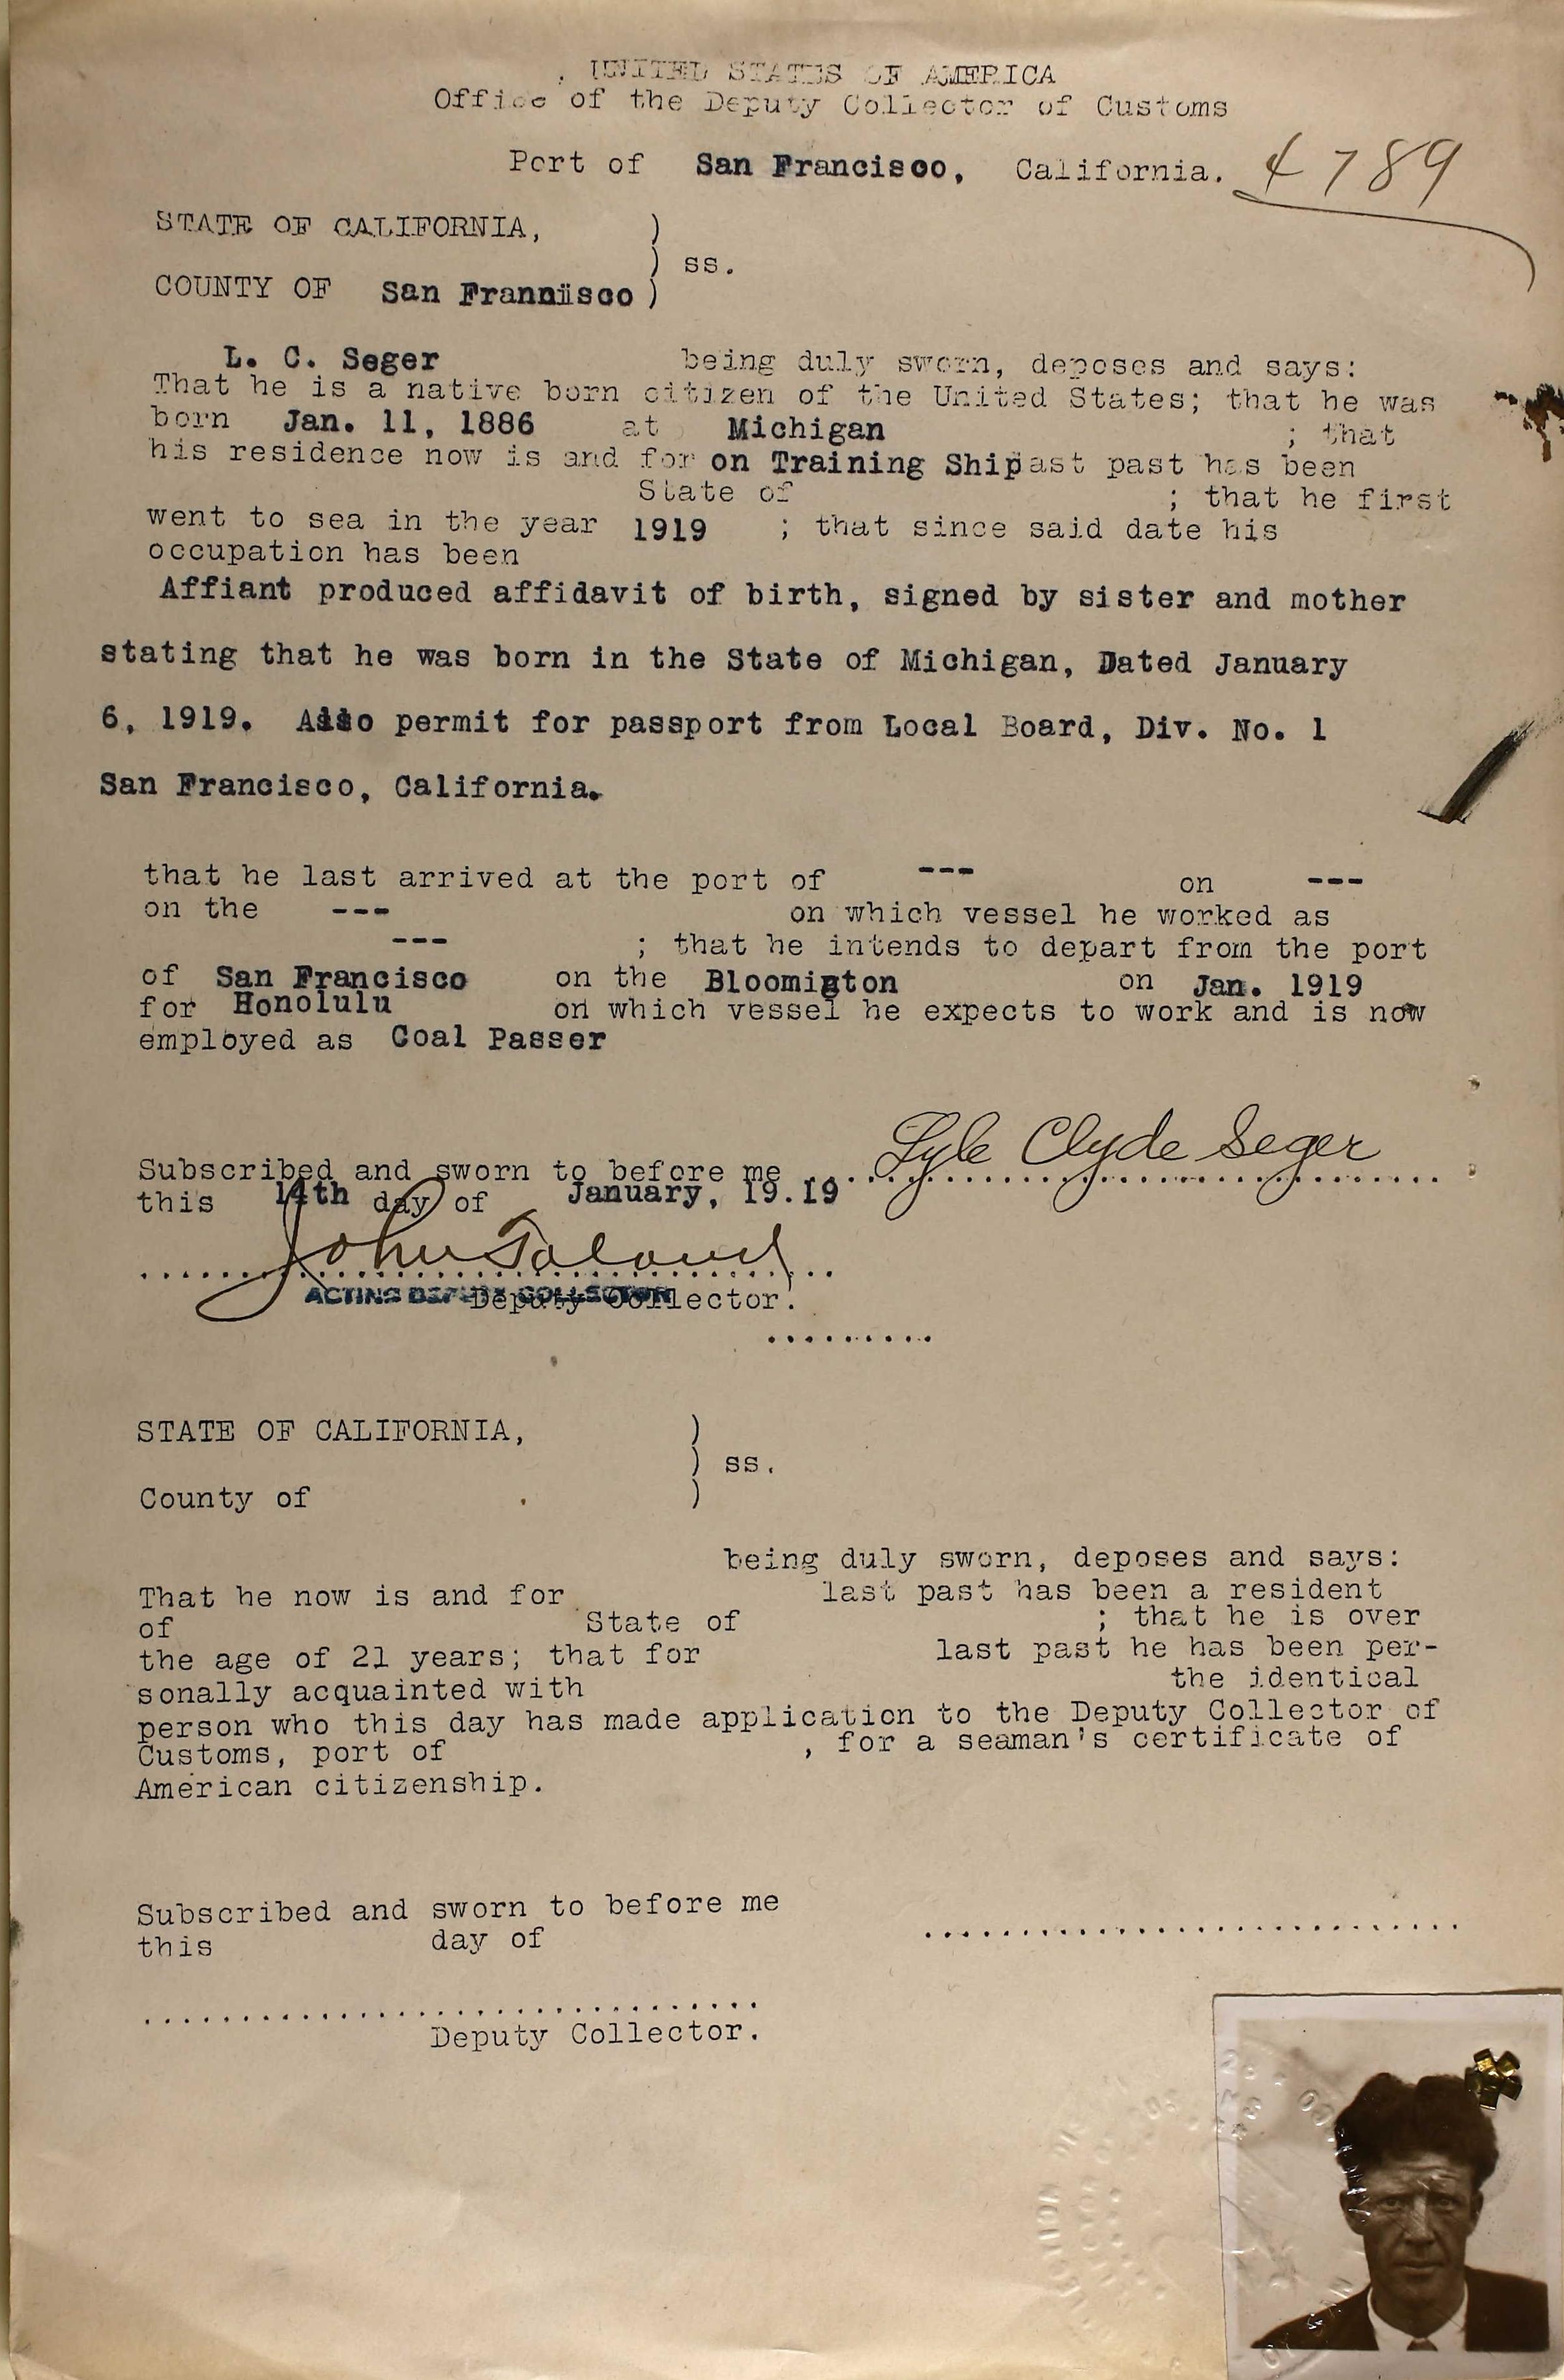 UNITED STATES OF AMERICA
Office of the Deputy Collector of Customs
Port of San Francisco, California. 4789
STATE OF CALIFORNIA, )
) ss.
COUNTY OF San Frannisco )
L. C. Seger being duly sworn, deposes and says:
That he is a native born citizen of the United States; that he was
born Jan. 11, 1886 at Michigan ; that
his residence now is and for on Training Ship ast past has been
State of ; that he first
went to sea in the year 1919 ; that since said date his
occupation has been
Affiant produced affidavit of birth, signed by sister and mother
stating that he was born in the State of Michigan, Dated January
6, 1919. Also permit for passport from Local Board, Div. No. 1
San Francisco, California.
that he last arrived at the port of --- on ---
on the --- on which vessel he worked as
--- ; that he intends to depart from the port
of San Francisco on the Bloomigton on Jan. 1919
for Honolulu on which vessel he expects to work and is now
employed as Coal Passer
Subscribed and sworn to before me Lyle Clyde Seger
this 14th day of January, 19.19
John Toland
ACTING DEPUTY COLLECTOR
Deputy Collector.
STATE OF CALIFORNIA, )
) ss.
County of )
being duly sworn, deposes and says:
That he now is and for last past has been a resident
of State of ; that he is over
the age of 21 years; that for last past he has been per-
sonally acquainted with the identical
person who this day has made application to the Deputy Collector of
Customs, port of , for a seaman's certificate of
American citizenship.
Subscribed and sworn to before me
this day of
Deputy Collector.